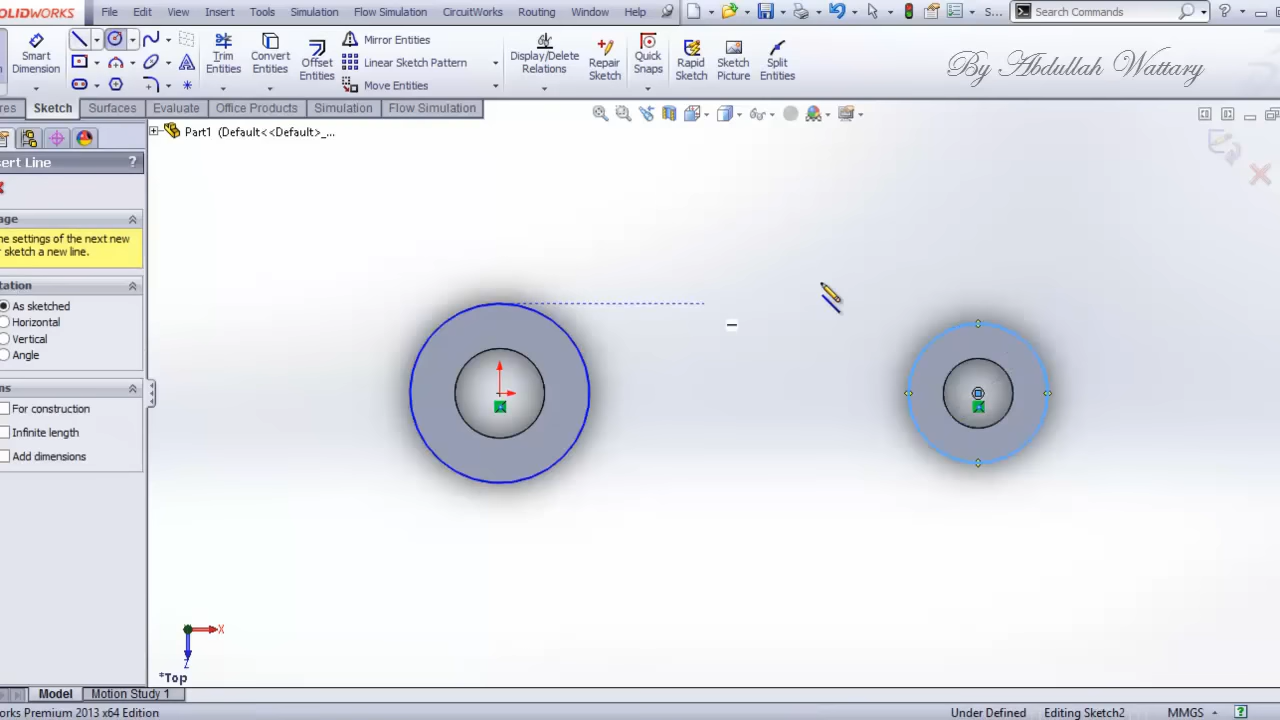 SOLIDWORKS File Edit View Insert Tools Simulation Flow Simulation CircuitWorks Routing Window Help S... Search Commands ?
Smart Dimension
Trim Entities
Convert Entities
Offset Entities
Mirror Entities
Linear Sketch Pattern
Move Entities
Display/Delete Relations
Repair Sketch
Quick Snaps
Rapid Sketch
Sketch Picture
Split Entities
By Abdullah Wattary
res Sketch Surfaces Evaluate Office Products Simulation Flow Simulation
Part1 (Default<<Default>_...
ert Line ?
age
he settings of the next new
r sketch a new line.
tation
As sketched
Horizontal
Vertical
Angle
ns
For construction
Infinite length
Add dimensions
X
Z
*Top
Model Motion Study 1
orks Premium 2013 x64 Edition Under Defined Editing Sketch2 MMGS ?